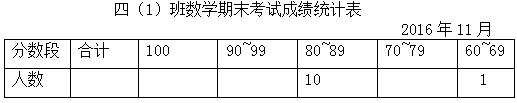 四（1）班数学期末考试成绩统计表
2016 年 11 月
分数段 合计 100 90~99 80~89 70~79 60~69
人数 10 1